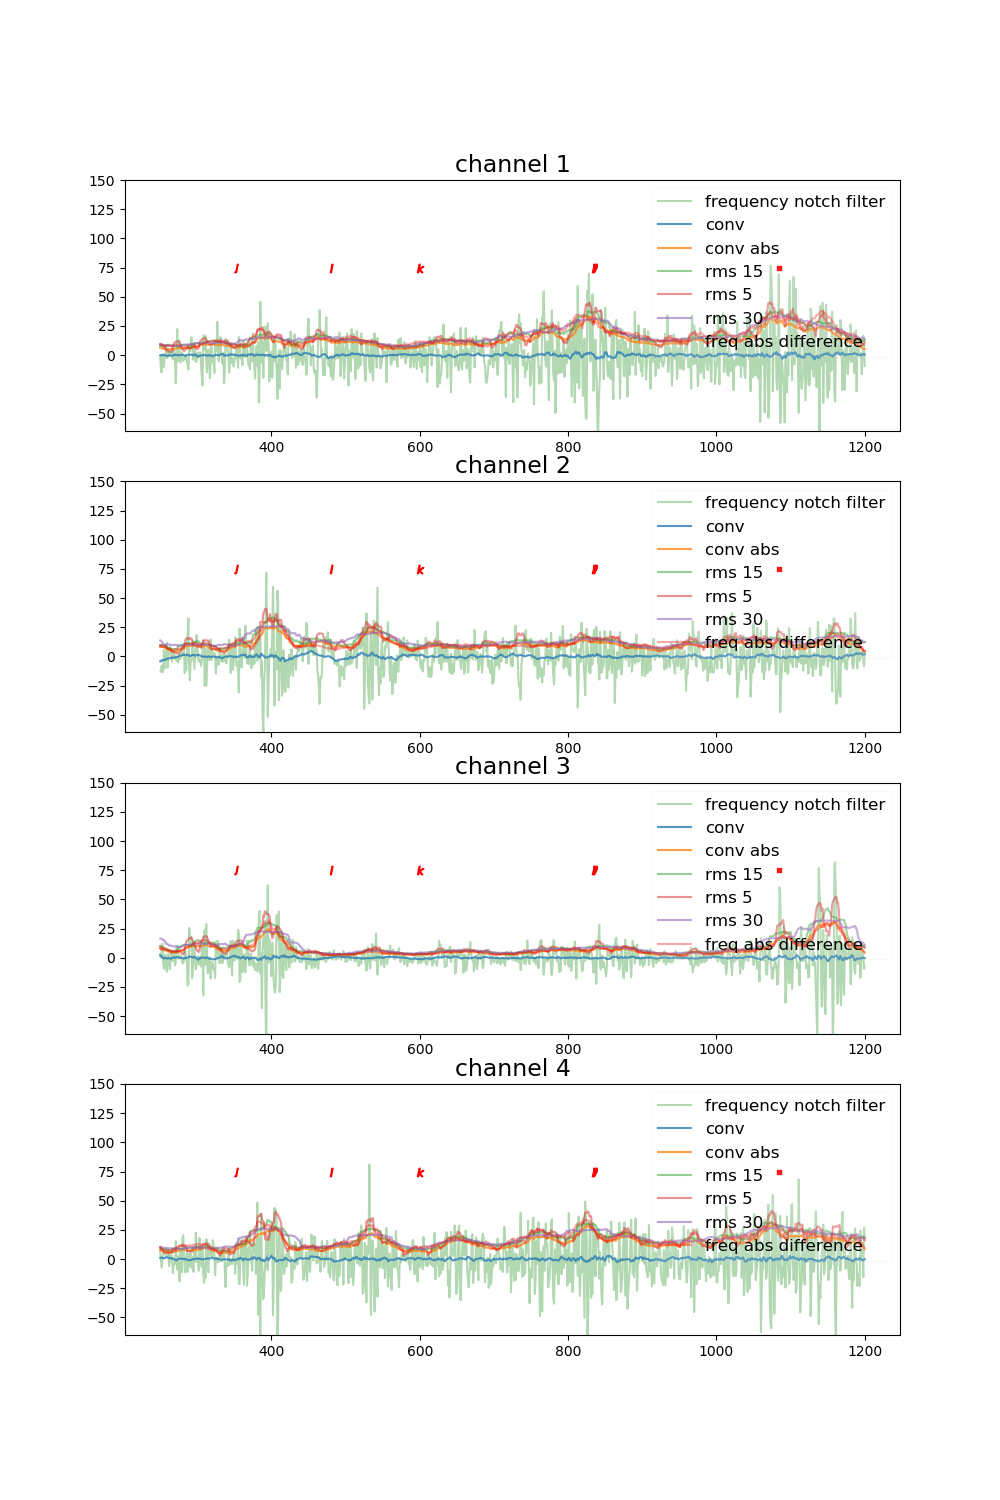 channel 1
150
125
100
75
50
25
0
−25
−50
frequency notch filter
conv
conv abs
rms 15
rms 5
rms 30
freq abs difference
400 600 800 1000 1200
channel 2
150
125
100
75
50
25
0
−25
−50
frequency notch filter
conv
conv abs
rms 15
rms 5
rms 30
freq abs difference
400 600 800 1000 1200
channel 3
150
125
100
75
50
25
0
−25
−50
frequency notch filter
conv
conv abs
rms 15
rms 5
rms 30
freq abs difference
400 600 800 1000 1200
channel 4
150
125
100
75
50
25
0
−25
−50
frequency notch filter
conv
conv abs
rms 15
rms 5
rms 30
freq abs difference
400 600 800 1000 1200